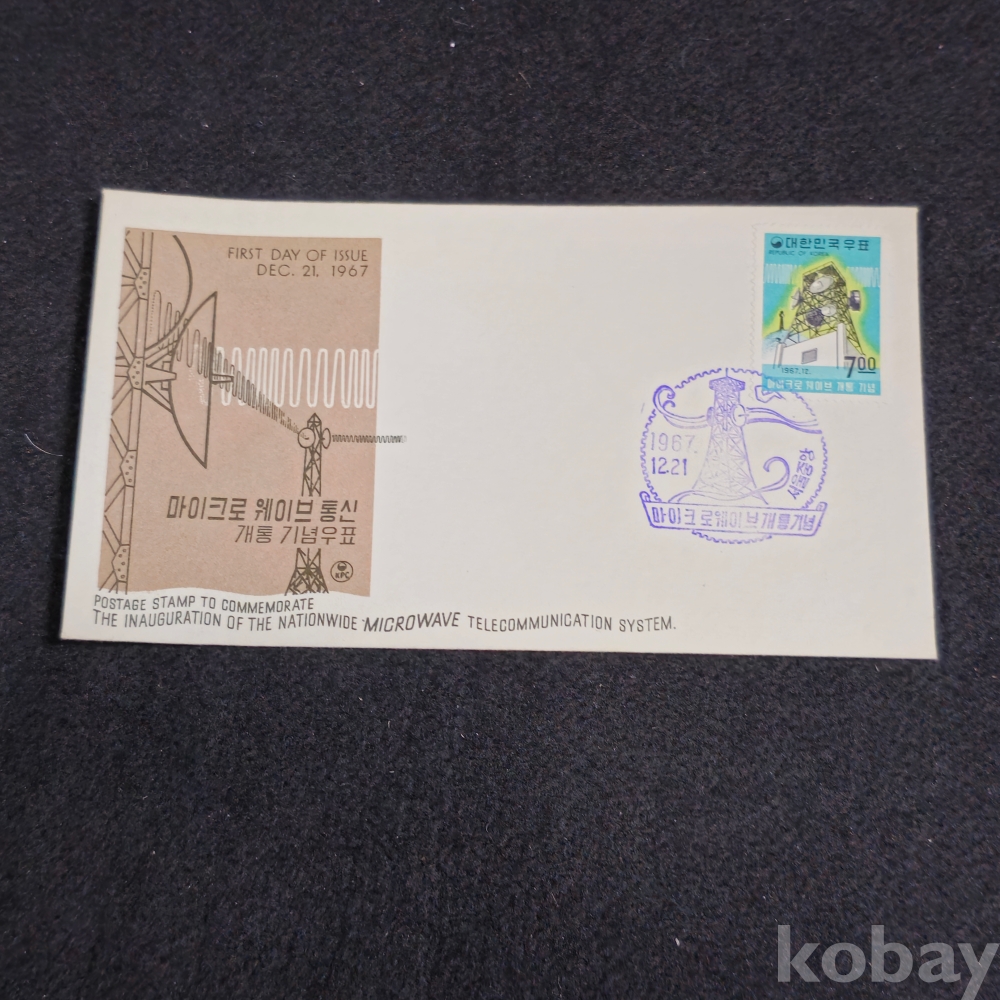 FIRST DAY OF ISSUE
DEC. 21, 1967
마이크로 웨이브 통신
개통 기념우표
KPC
POSTAGE STAMP TO COMMEMORATE
THE INAUGURATION OF THE NATIONWIDE MICROWAVE TELECOMMUNICATION SYSTEM.
대한민국우표
REPUBLIC OF KOREA
1967.12.
700
마이크로 웨이브 개통 기념
1967.
12.21
마이크로웨이브개통기념
kobay